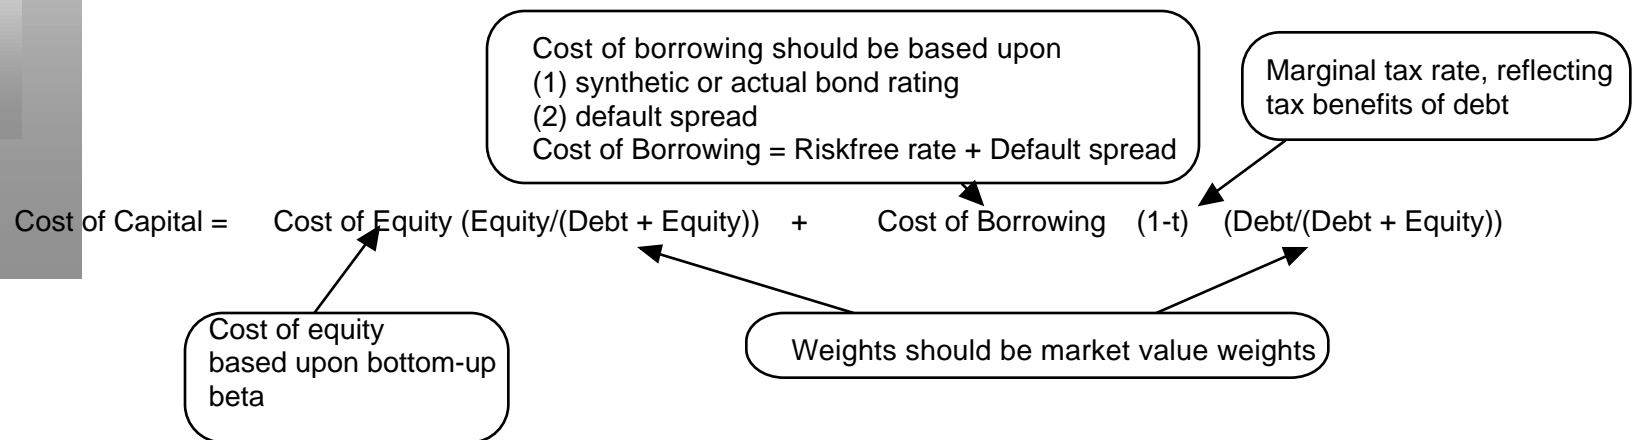 Cost of borrowing should be based upon
(1) synthetic or actual bond rating
(2) default spread
Cost of Borrowing = Riskfree rate + Default spread
Marginal tax rate, reflecting
tax benefits of debt
Cost of Capital = Cost of Equity (Equity/(Debt + Equity)) + Cost of Borrowing (1-t) (Debt/(Debt + Equity))
Cost of equity
based upon bottom-up
beta
Weights should be market value weights